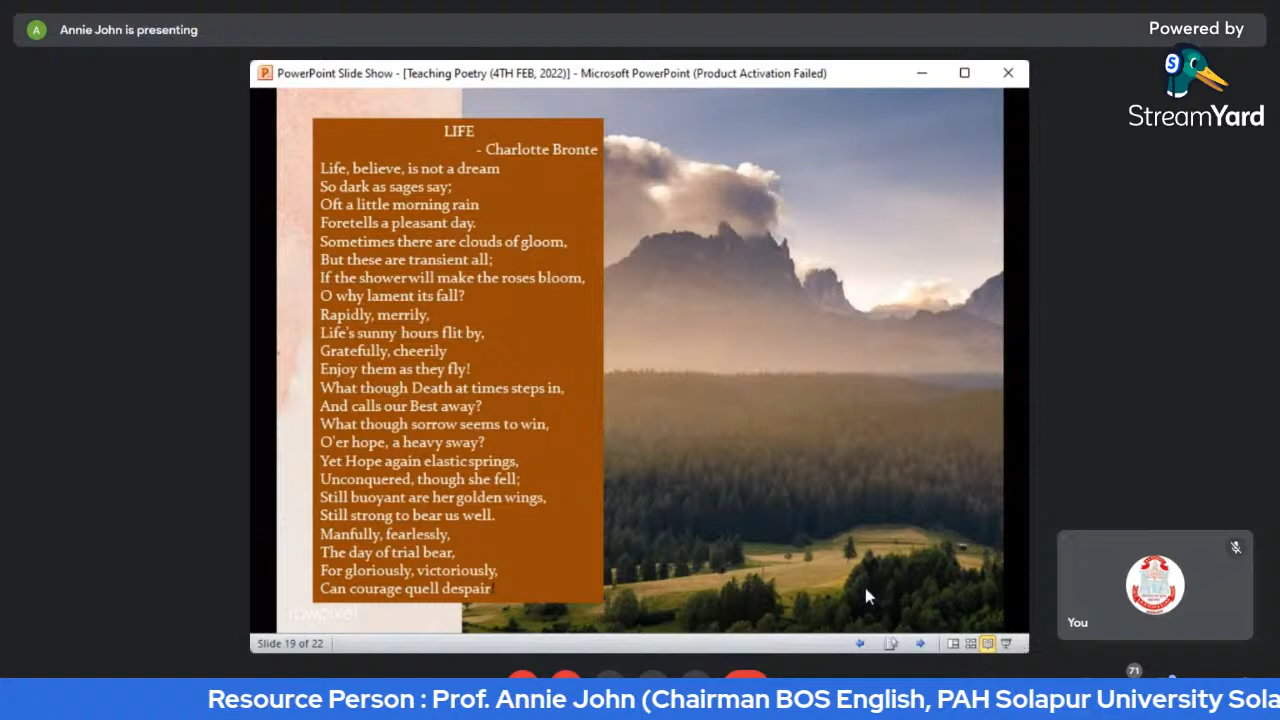 A
Annie John is presenting
Powered by
S
StreamYard
P PowerPoint Slide Show - [Teaching Poetry (4TH FEB, 2022)] - Microsoft PowerPoint (Product Activation Failed)
LIFE
- Charlotte Bronte
Life, believe, is not a dream
So dark as sages say;
Oft a little morning rain
Foretells a pleasant day.
Sometimes there are clouds of gloom,
But these are transient all;
If the shower will make the roses bloom,
O why lament its fall?
Rapidly, merrily,
Life's sunny hours flit by,
Gratefully, cheerily
Enjoy them as they fly!
What though Death at times steps in,
And calls our Best away?
What though sorrow seems to win,
O'er hope, a heavy sway?
Yet Hope again elastic springs,
Unconquered, though she fell;
Still buoyant are her golden wings,
Still strong to bear us well.
Manfully, fearlessly,
The day of trial bear,
For gloriously, victoriously,
Can courage quell despair!
rawpixel
Slide 19 of 22
You
71
Resource Person : Prof. Annie John (Chairman BOS English, PAH Solapur University Sola